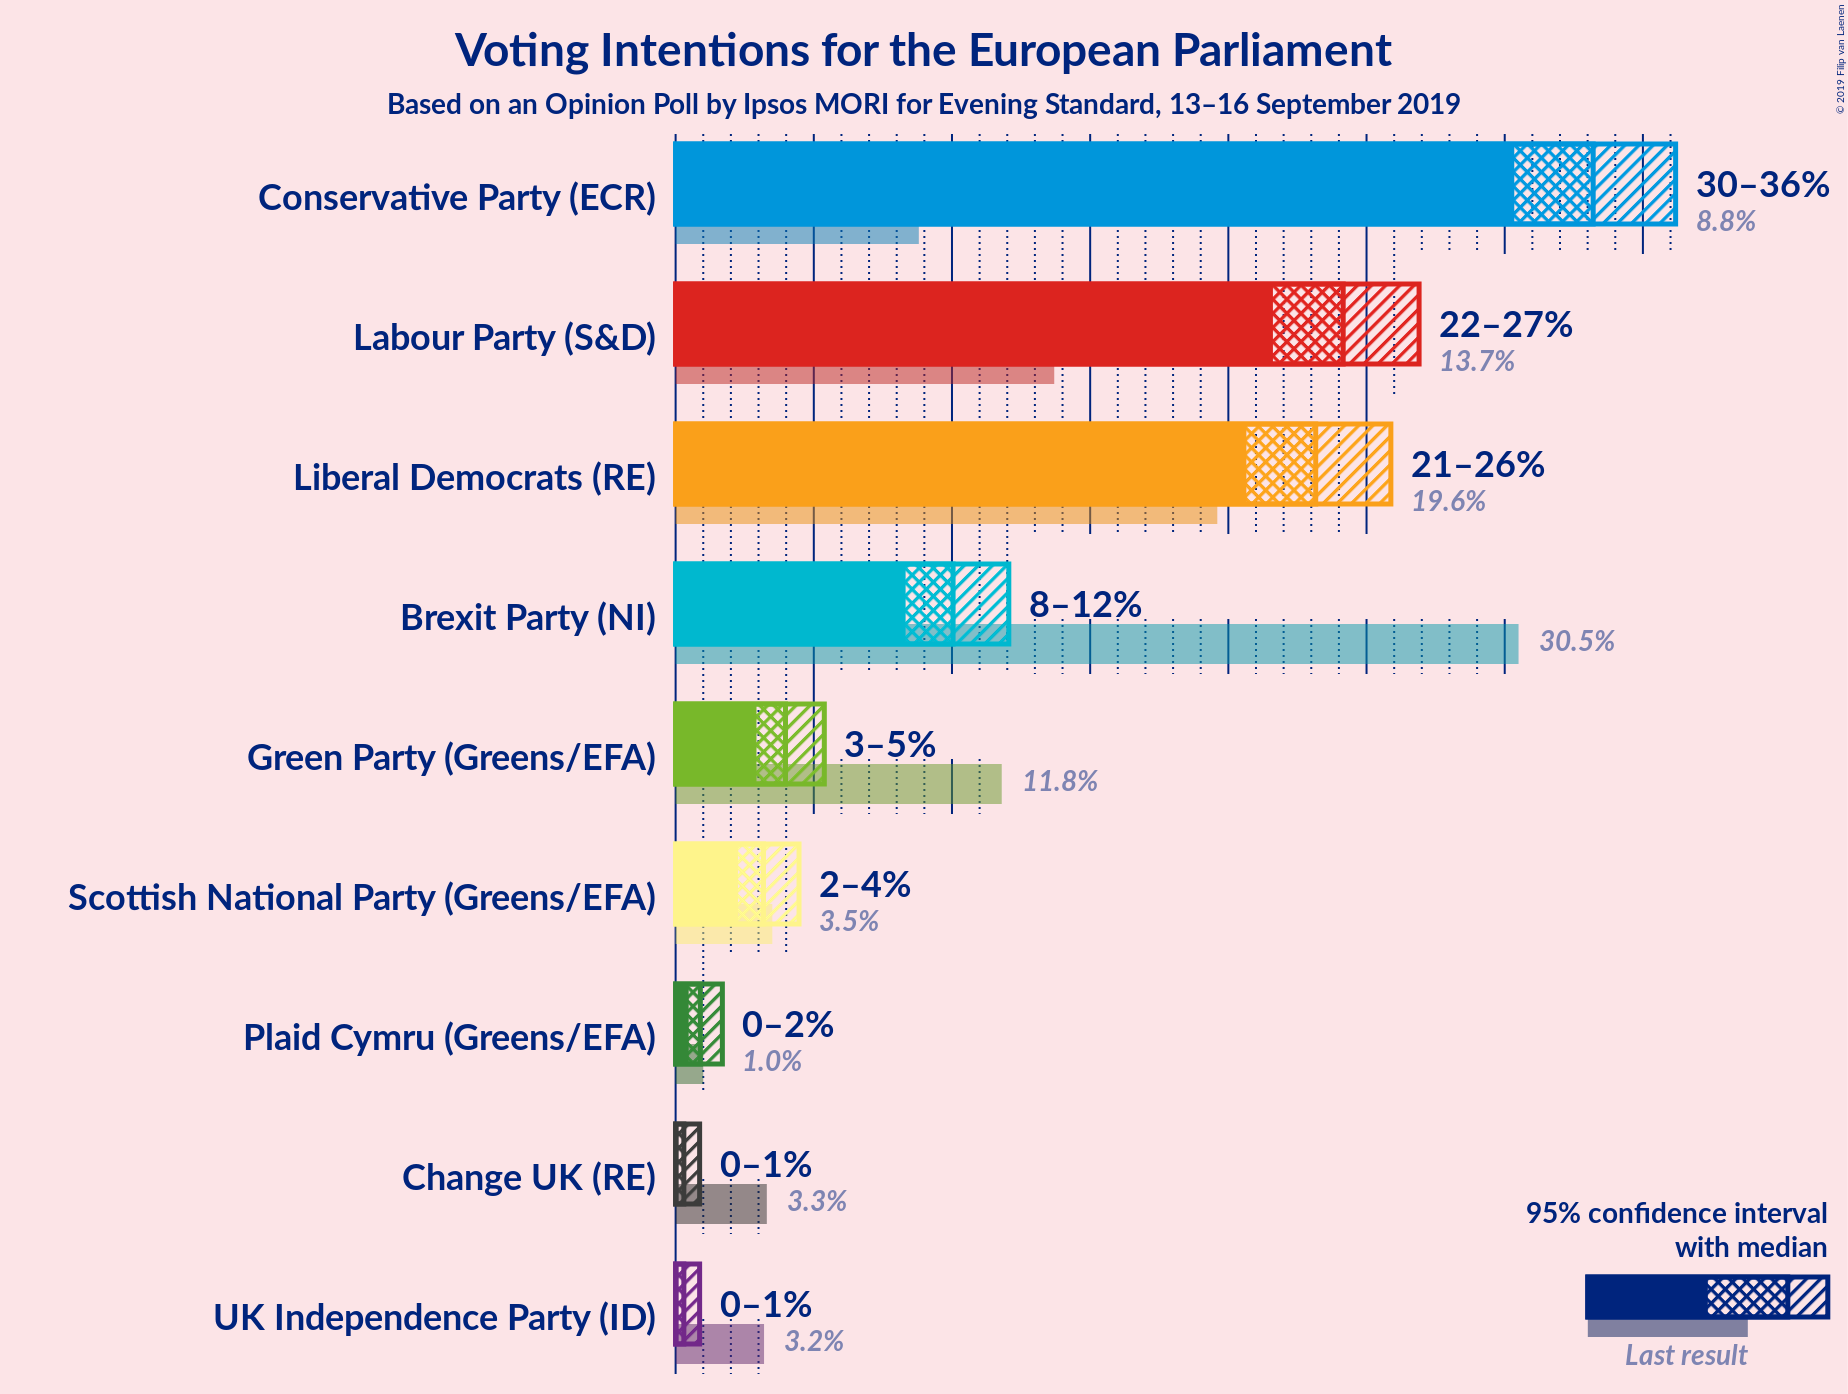 Voting Intentions for the European Parliament
Based on an Opinion Poll by Ipsos MORI for Evening Standard, 13–16 September 2019
© 2019 Filip van Laenen
Conservative Party (ECR)
30–36%
8.8%
Labour Party (S&D)
22–27%
13.7%
Liberal Democrats (RE)
21–26%
19.6%
Brexit Party (NI)
8–12%
30.5%
Green Party (Greens/EFA)
3–5%
11.8%
Scottish National Party (Greens/EFA)
2–4%
3.5%
Plaid Cymru (Greens/EFA)
0–2%
1.0%
Change UK (RE)
0–1%
3.3%
UK Independence Party (ID)
0–1%
3.2%
95% confidence interval
with median
Last result